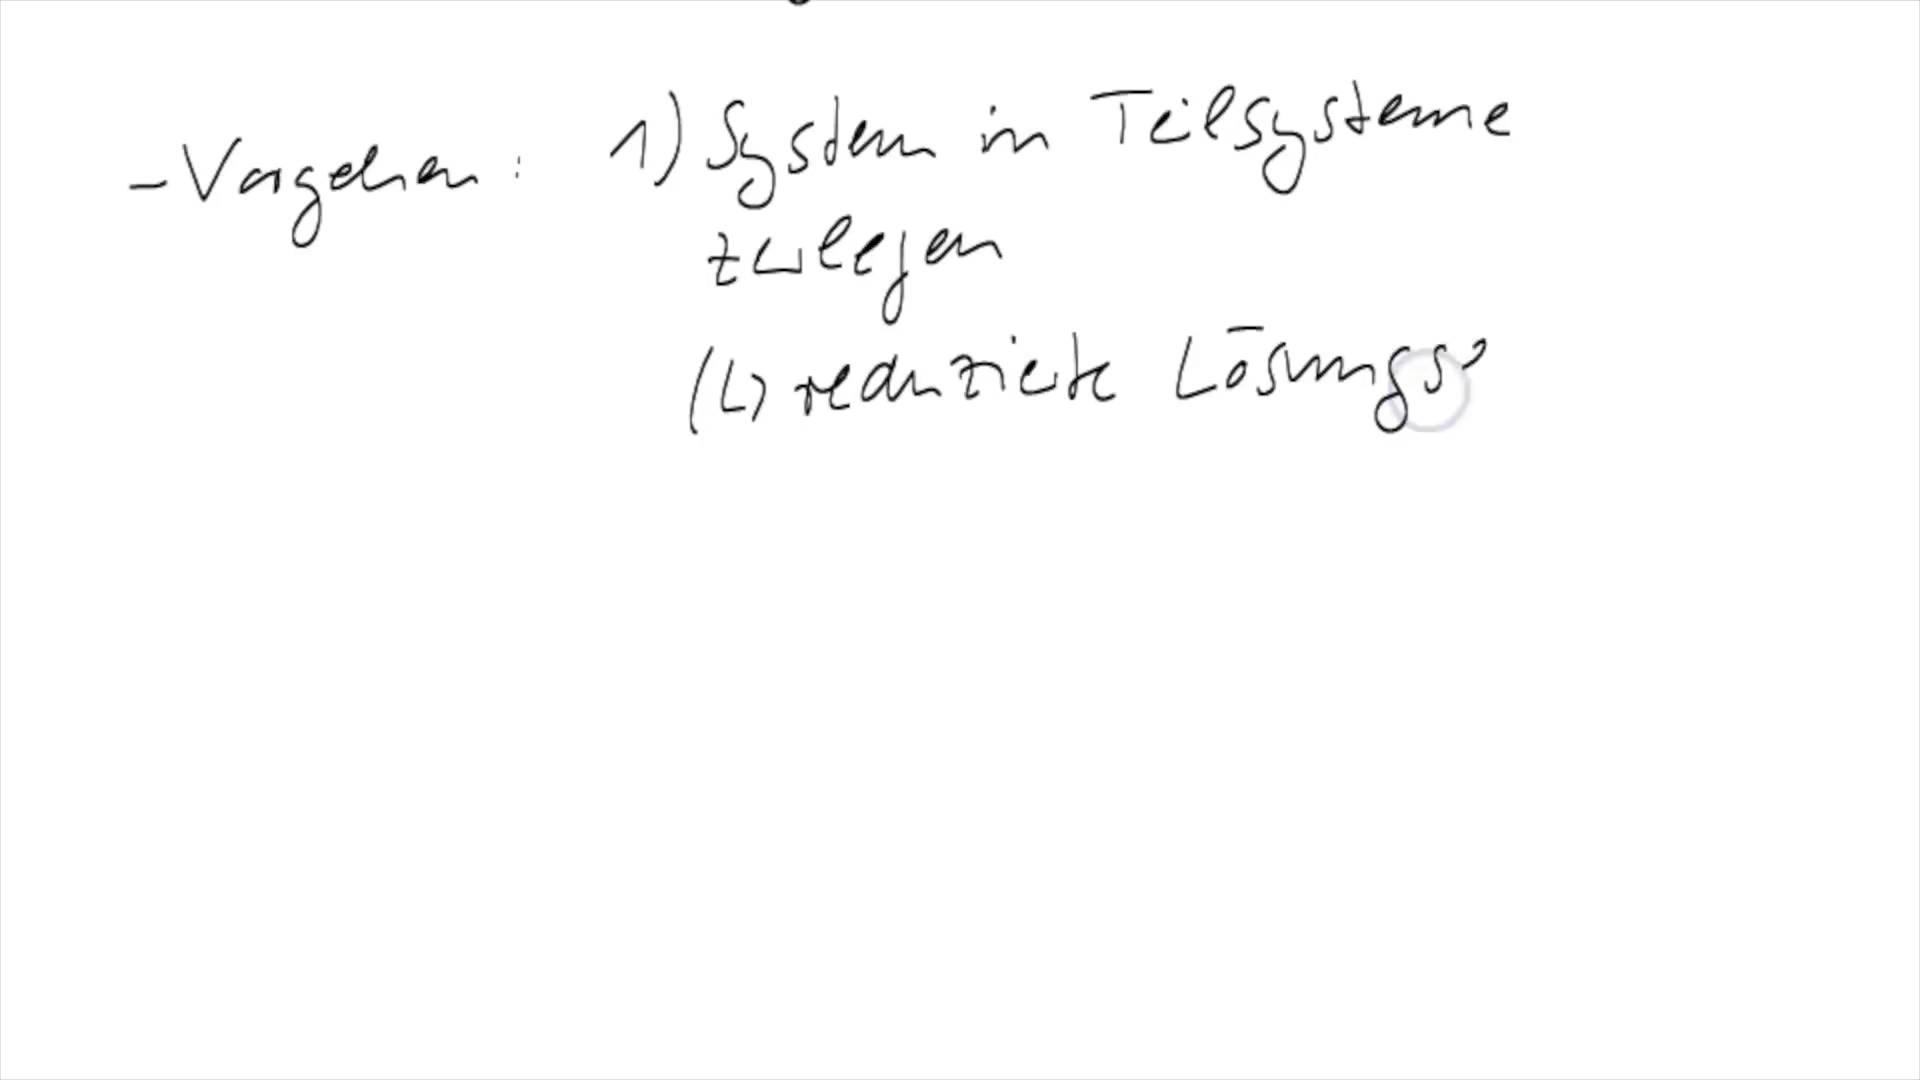 - Vorgehen: 1) System in Teilsysteme
zerlegen
(L) reduzierte Lösungs